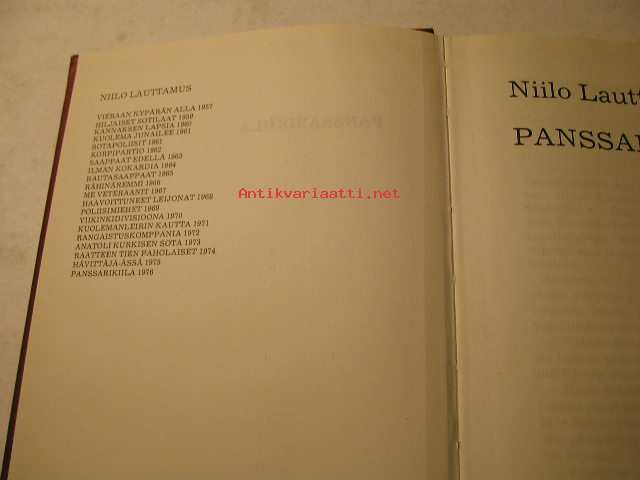 NIILO LAUTTAMUS
VIERAAN KYPÄRÄN ALLA 1957
HILJAISET SOTILAAT 1959
KANNAKSEN LAPSIA 1960
KUOLEMA JUNAILEE 1961
SOTAPOLIISIT 1961
KORPIPARTIO 1962
SAAPPAAT EDELLÄ 1963
ILMAN KOKARDIA 1964
RAUTASAAPPAAT 1965
RÄHINÄREMMI 1966
ME VETERAANIT 1967
HAAVOITTUNEET LEIJONAT 1968
POLIISIMIEHET 1969
VIIKINKIDIVISIOONA 1970
KUOLEMANLEIRIN KAUTTA 1971
RANGAISTUSKOMPPANIA 1972
ANATOLI KURKISEN SOTA 1973
RAATTEEN TIEN PAHOLAISET 1974
HÄVITTÄJÄ-ÄSSÄ 1975
PANSSARIKIILA 1976
Antikvariaatti.net
Niilo Lautt
PANSSAR